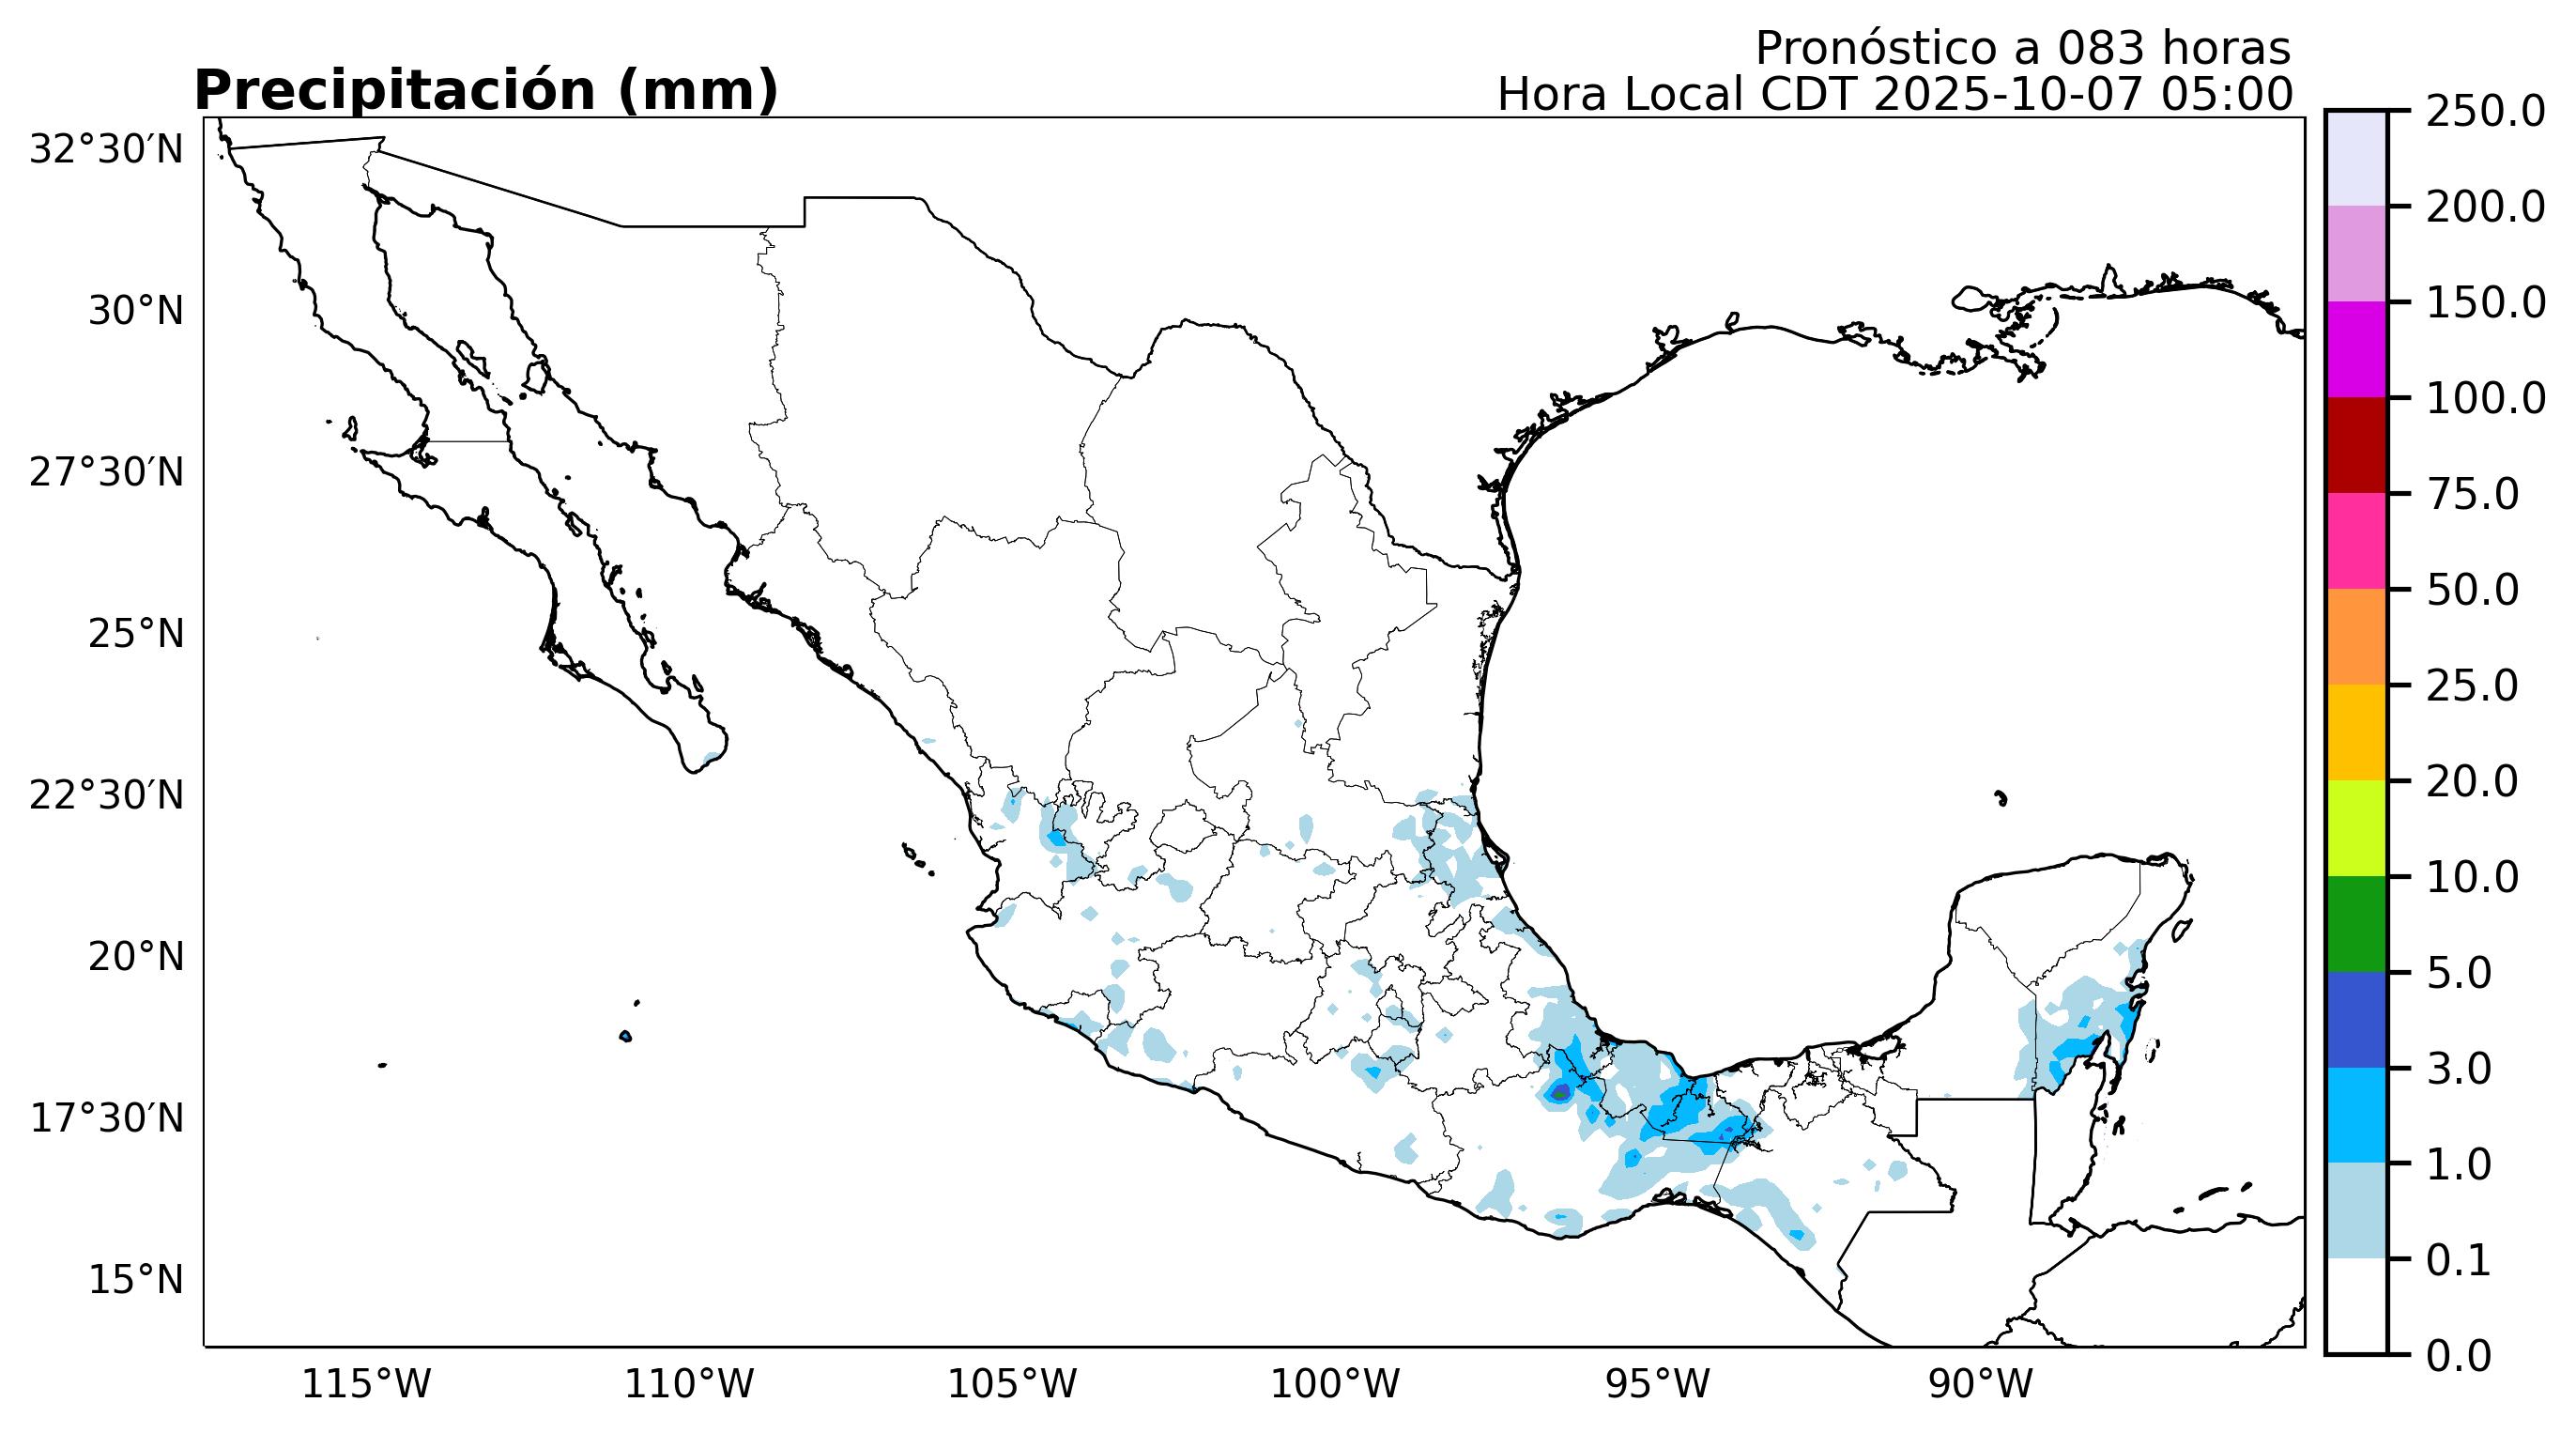 Pronóstico a 083 horas
Precipitación (mm)
Hora Local CDT 2025-10-07 05:00
32°30′N
30°N
27°30′N
25°N
22°30′N
20°N
17°30′N
15°N
115°W
110°W
105°W
100°W
95°W
90°W
250.0
200.0
150.0
100.0
75.0
50.0
25.0
20.0
10.0
5.0
3.0
1.0
0.1
0.0